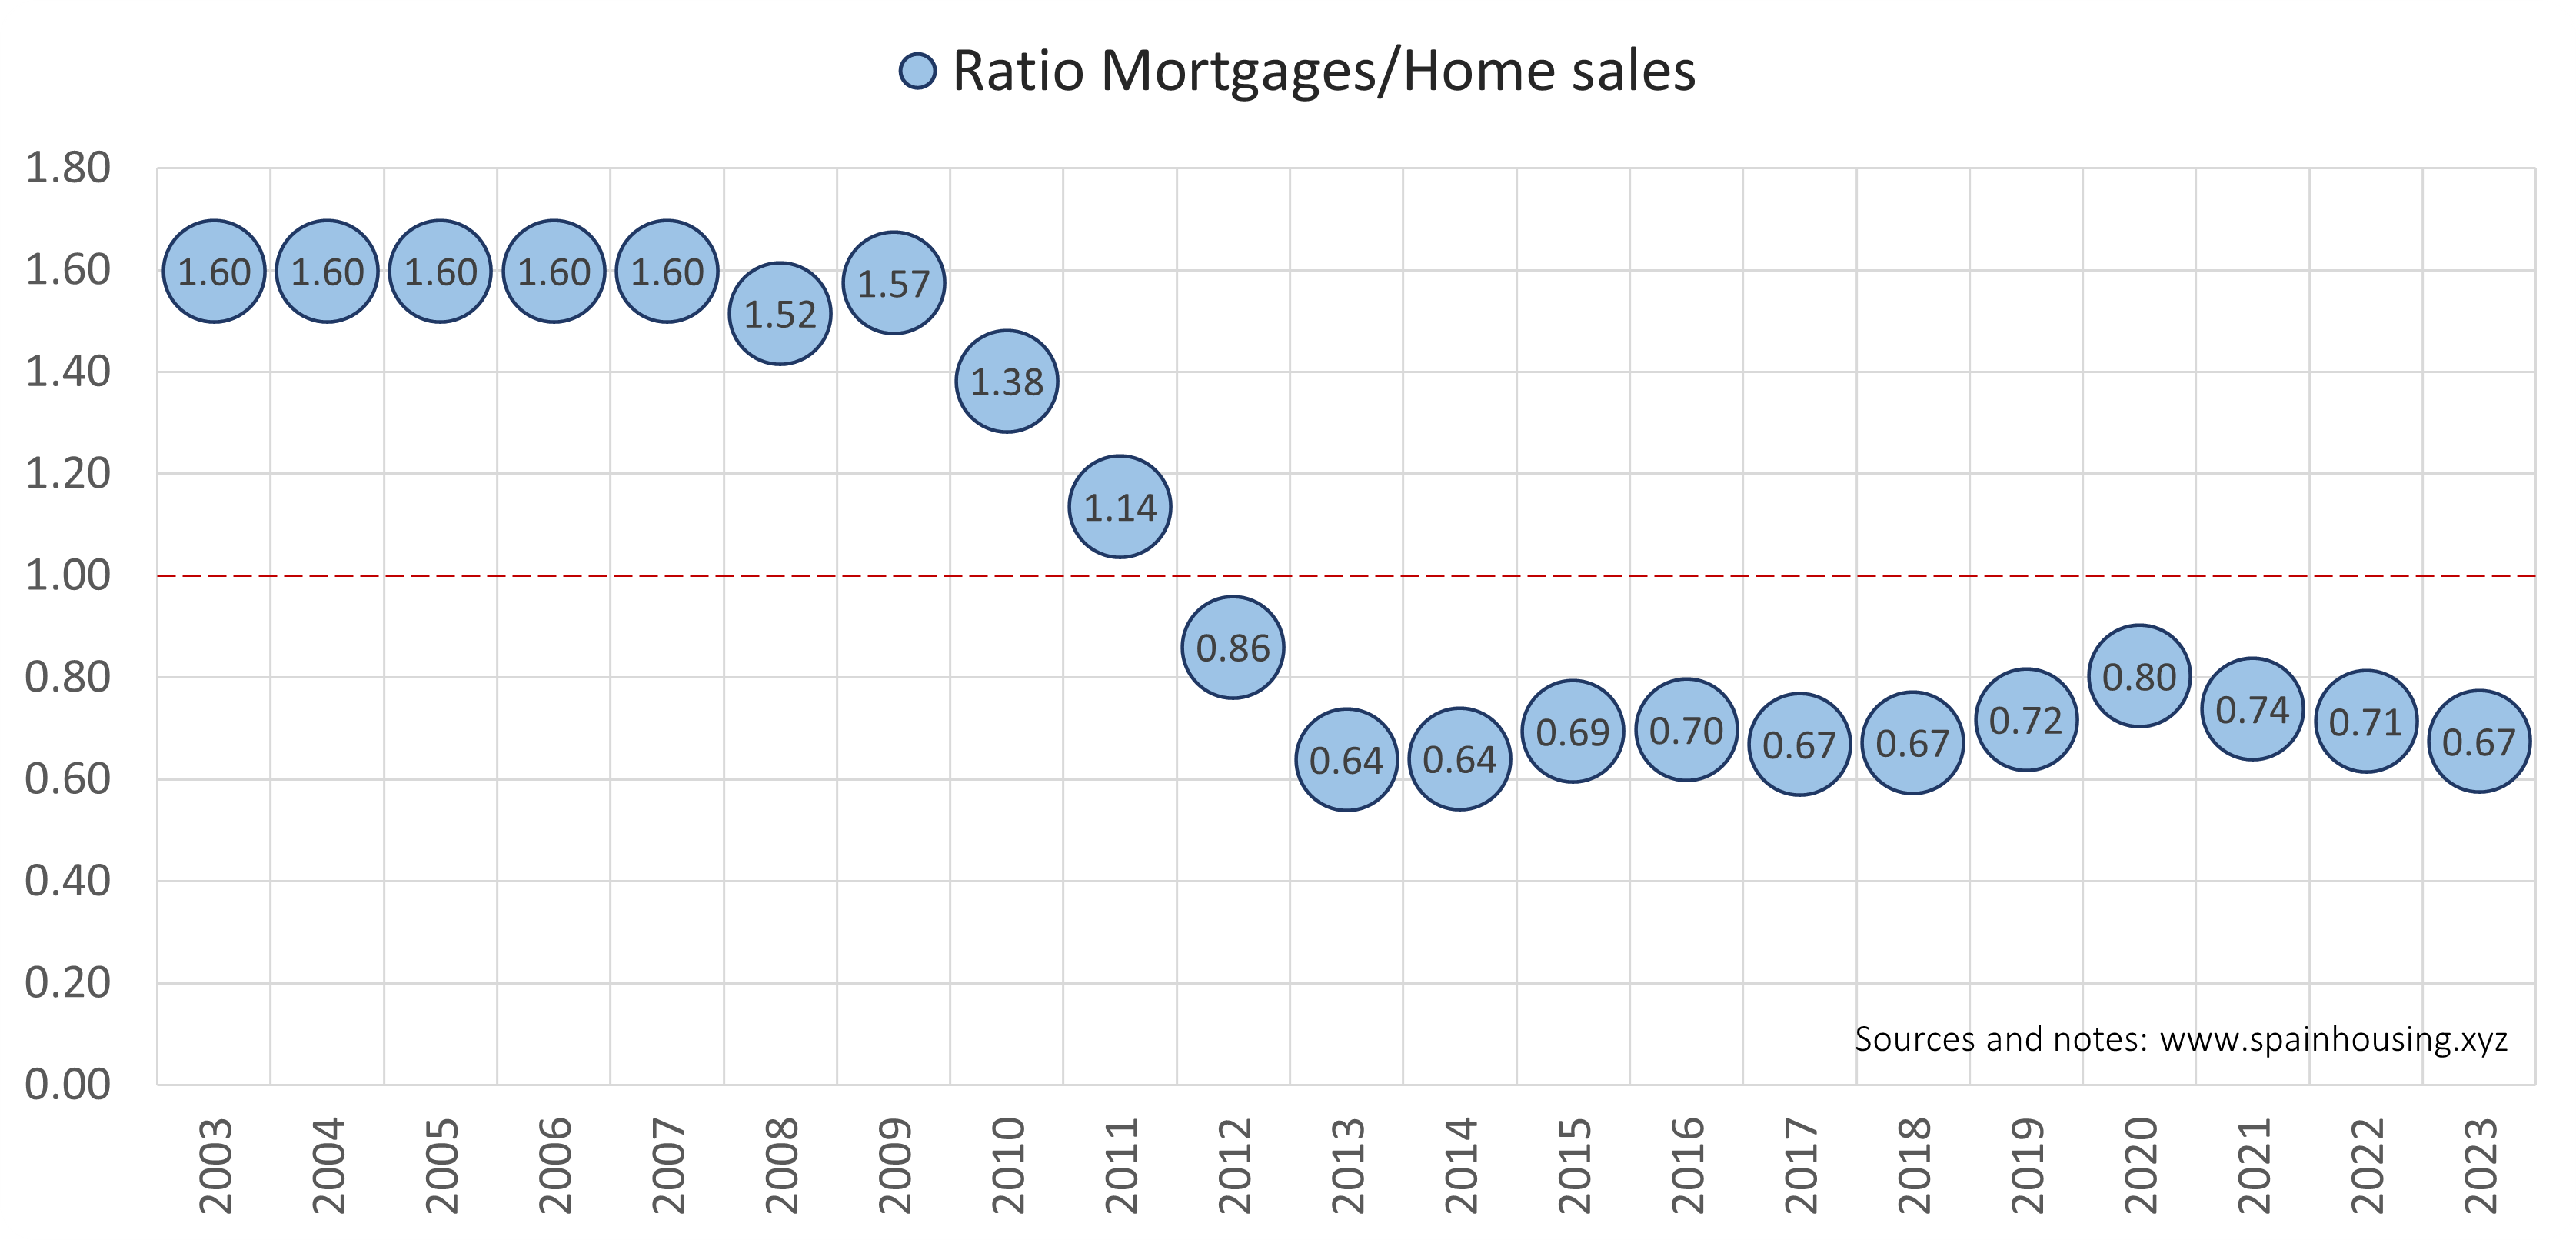 Ratio Mortgages/Home sales
1.80
1.60
1.40
1.20
1.00
0.80
0.60
0.40
0.20
0.00
1.60 1.60 1.60 1.60 1.60 1.52 1.57 1.38 1.14 0.86 0.64 0.64 0.69 0.70 0.67 0.67 0.72 0.80 0.74 0.71 0.67
Sources and notes: www.spainhousing.xyz
2003 2004 2005 2006 2007 2008 2009 2010 2011 2012 2013 2014 2015 2016 2017 2018 2019 2020 2021 2022 2023